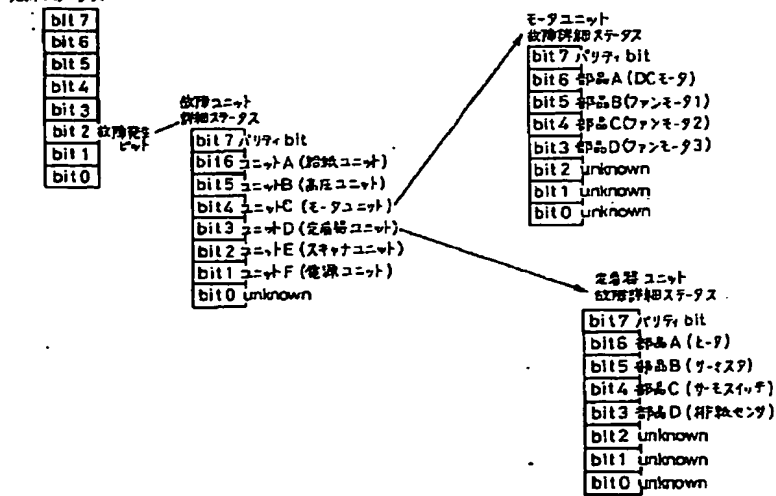 bit 7
bit 6
bit 5
bit 4
bit 3
bit 2 故障発生
ビット
bit 1
bit 0
故障ユニット
詳細ステータス
bit 7 パリティ bit
bit 6 ユニットA (給紙ユニット)
bit 5 ユニットB (高圧ユニット)
bit 4 ユニットC (モータユニット)
bit 3 ユニットD (定着器ユニット)
bit 2 ユニットE (スキャナユニット)
bit 1 ユニットF (電源ユニット)
bit 0 unknown
モータユニット
故障詳細ステータス
bit 7 パリティ bit
bit 6 部品A (DCモータ)
bit 5 部品B (ファンモータ1)
bit 4 部品C (ファンモータ2)
bit 3 部品D (ファンモータ3)
bit 2 unknown
bit 1 unknown
bit 0 unknown
定着器ユニット
故障詳細ステータス
bit 7 パリティ bit
bit 6 部品A (ヒータ)
bit 5 部品B (サーミスタ)
bit 4 部品C (サーモスイッチ)
bit 3 部品D (排紙センサ)
bit 2 unknown
bit 1 unknown
bit 0 unknown